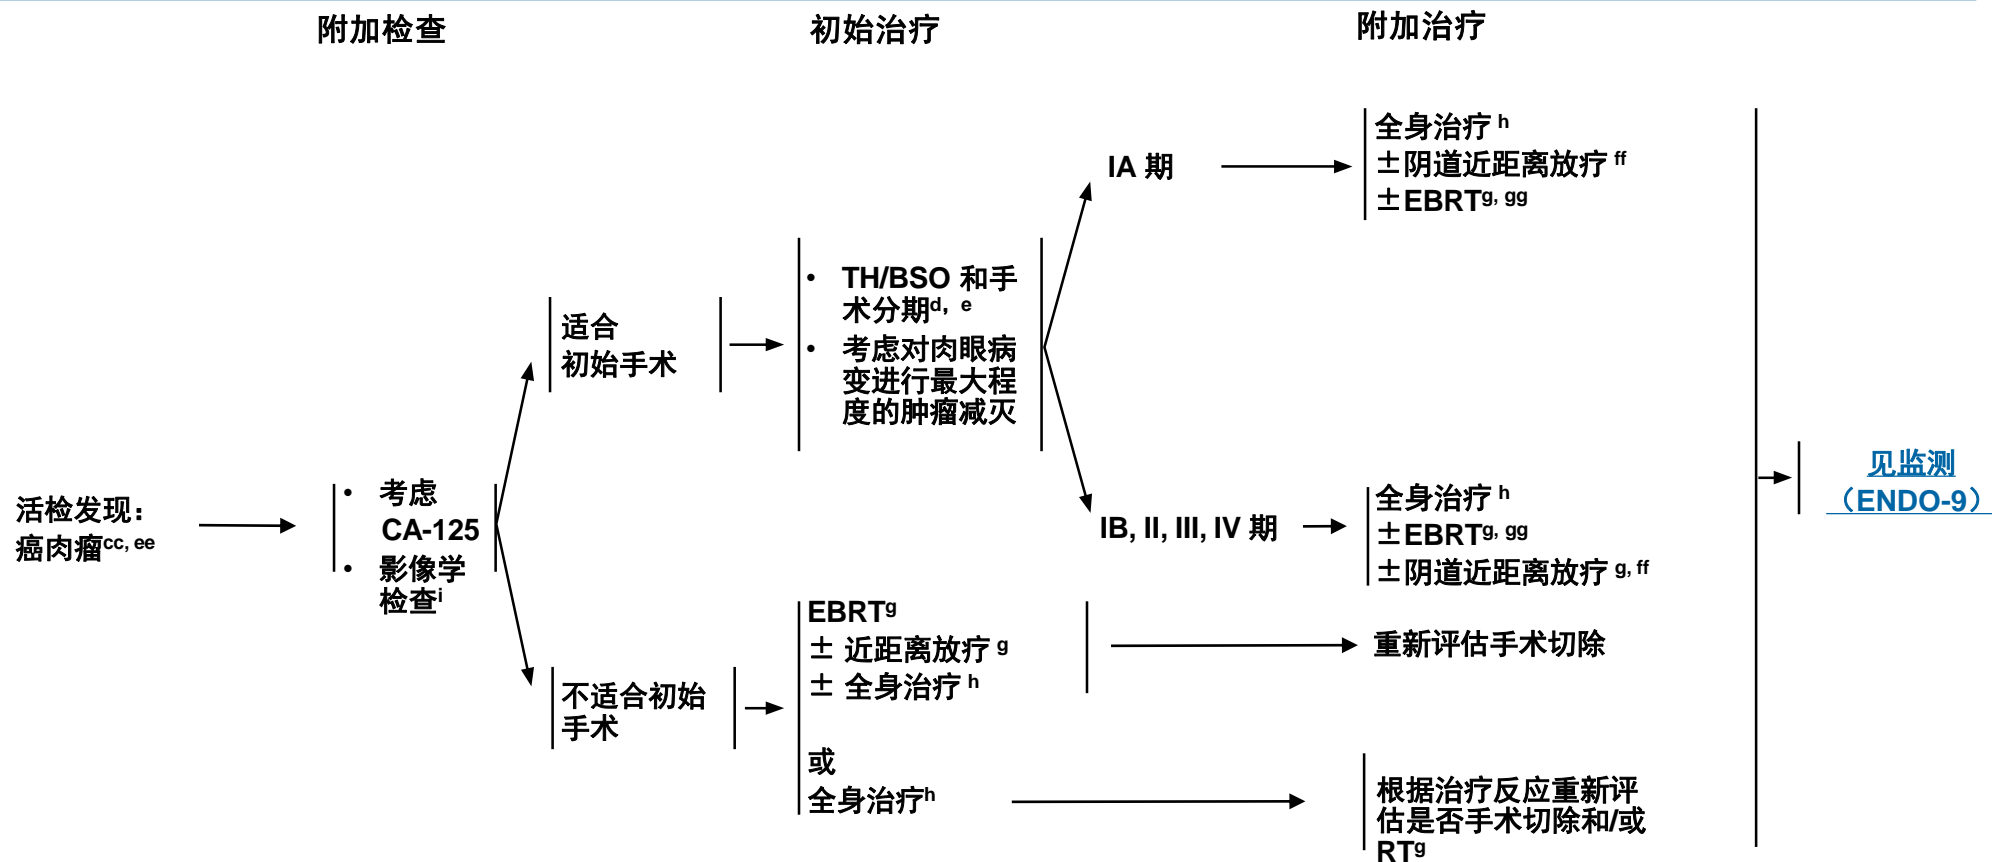 附加检查
初始治疗
附加治疗
活检发现：
癌肉瘤cc, ee
• 考虑
CA-125
• 影像学
检查i
适合
初始手术
• TH/BSO 和手
术分期d, e
• 考虑对肉眼病
变进行最大程
度的肿瘤减灭
IA 期
全身治疗 h
±阴道近距离放疗 ff
±EBRTg, gg
IB, II, III, IV 期
全身治疗 h
±EBRTg, gg
±阴道近距离放疗 g, ff
不适合初始
手术
EBRTg
± 近距离放疗 g
± 全身治疗 h
或
全身治疗h
重新评估手术切除
根据治疗反应重新评
估是否手术切除和/或
RTg
见监测
（ENDO-9）